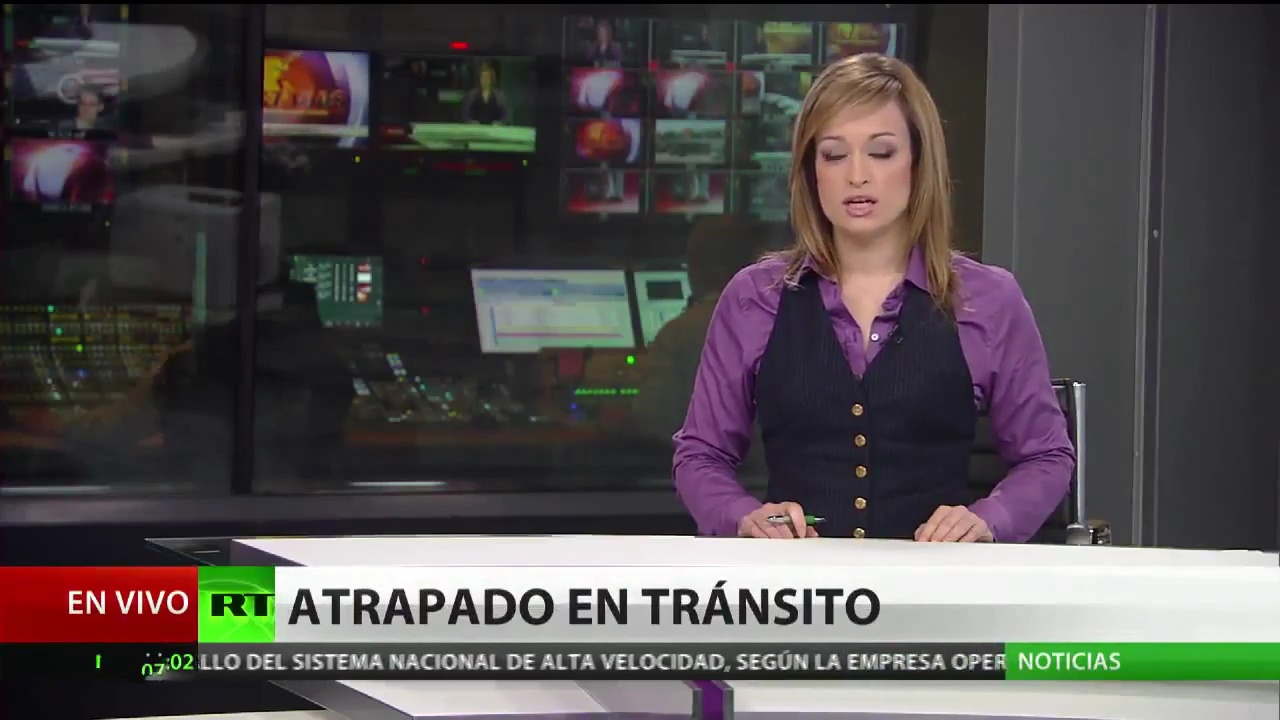 EN VIVO RT ATRAPADO EN TRÁNSITO
07:02 LLO DEL SISTEMA NACIONAL DE ALTA VELOCIDAD, SEGÚN LA EMPRESA OPER NOTICIAS